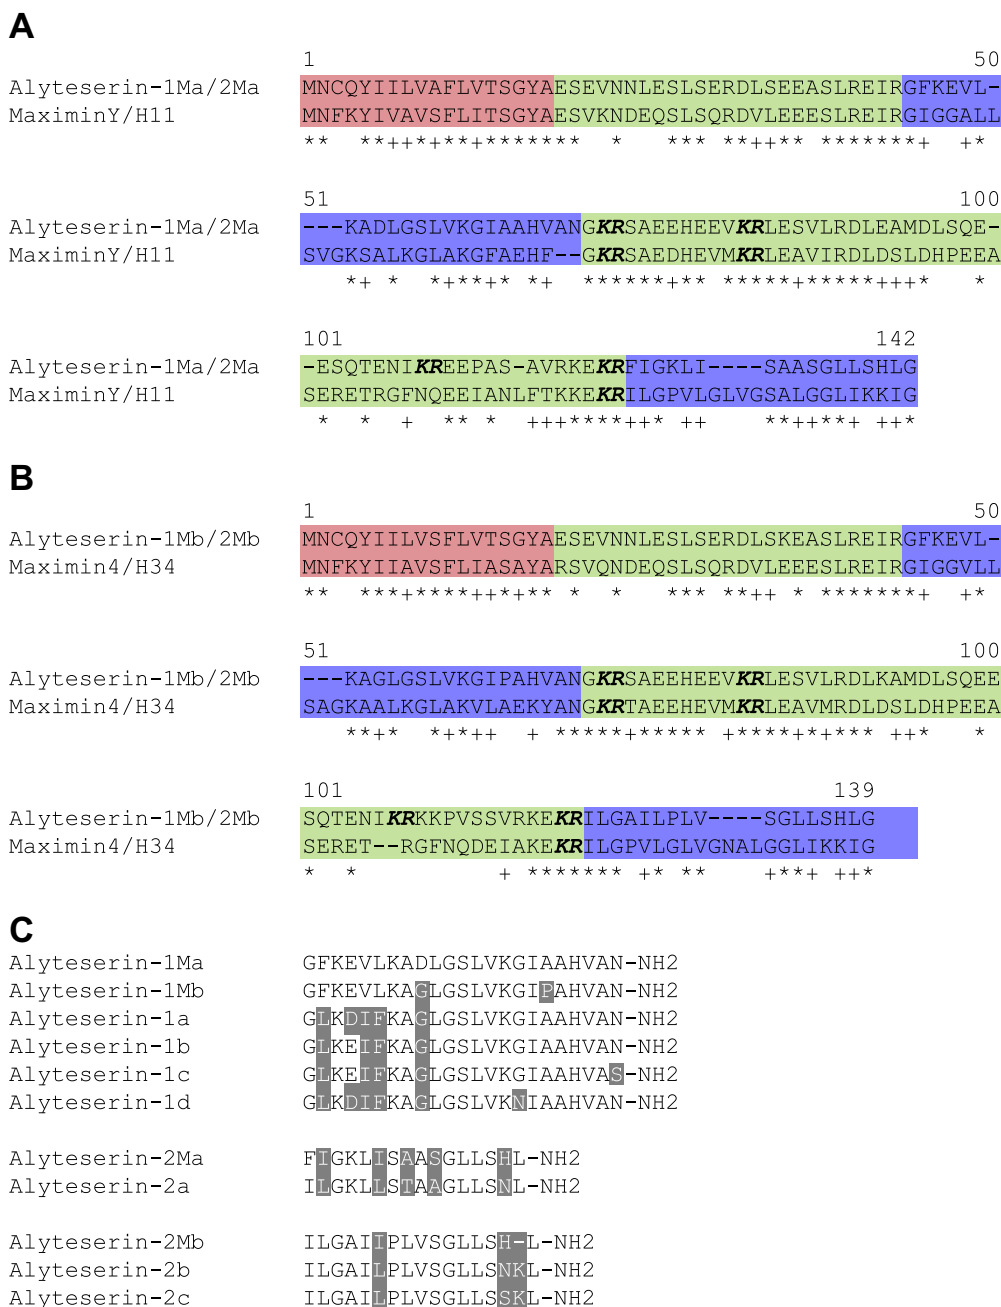 A
1 50
Alyteserin-1Ma/2Ma MNCQYIILVAFLVTSGYAESEVNNLESLSERDLSEEASLREIRGFKEVL-
MaximinY/H11 MNFKYIVAVSFLITSGYAESVKNDEQSLSQRDVLEEESLREIRGIGGALL
**  ***++*+**+*******  **  *   *** **++** ********+  +*
51 100
Alyteserin-1Ma/2Ma ---KADLGSLVKGIAAHVANGKRSAEEHEEVKRLESVLRDLEAMDLSQE-
MaximinY/H11 SVGKSALKGLAKGFAEHF--GKRSAEDHEVMKRLEAVIRDLDSLDHPEEA
*+ *  *+**+* *+  ******+** *****+*+***+++*   *
101 142
Alyteserin-1Ma/2Ma -ESQTENIKREEPAS-AVRKEKRFIGKLI----SAASGLLSHLG
MaximinY/H11 SERETRGFNQEEIANLFTKKEKRILGPVLGLVGSALGGLIKKIG
*  *   +  ** *  +++****++* ++    **++**+ ++*
B
1 50
Alyteserin-1Mb/2Mb MNCQYIILVSFLVTSGYAESEVNNLESLSERDLSKEASLREIRGFKEVL-
Maximin4/H34 MNFKYIIAVSFLIASAYARSVQNDEQSLSQRDVLEEESLREIRGIGGVLL
**  ***+****++*+** *  *   *** **++ * *******+  +*
51 100
Alyteserin-1Mb/2Mb ---KAGLGSLVKGIPAHVANGKRSAEEHEEVKRLESVLRDLKAMDLSQEE
Maximin4/H34 SAGKAALKGLAKVLAEKYANGKRTAEEHEVMKRLEAVMRDLDSLDHPEEA
**+*  *+*++  + ***+*****  *+****+*+*** ++*   *
101 139
Alyteserin-1Mb/2Mb SQTENIKRKKPVSSVRKEKRILGAILPLV----SGLLSHLG
Maximin4/H34 SERET--RGFNQDEIAKEKRILGPVLGLVGNALGGLIKKIG
*  *          + ******* +* **    +**+ ++*
C
Alyteserin-1Ma GFKEVLKADLGSLVKGIAAHVAN-NH2
Alyteserin-1Mb GFKEVLKAGLGSLVKGIPAHVAN-NH2
Alyteserin-1a GLKDIFKAGLGSLVKGIAAHVAN-NH2
Alyteserin-1b GLKEIFKAGLGSLVKGIAAHVAN-NH2
Alyteserin-1c GLKEIFKAGLGSLVKGIAAHVAS-NH2
Alyteserin-1d GLKDIFKAGLGSLVKNIAAHVAN-NH2
Alyteserin-2Ma FIGKLISAASGLLSHL-NH2
Alyteserin-2a ILGKLLSTAAGLLSNL-NH2
Alyteserin-2Mb ILGAIIPLVSGLLSH-L-NH2
Alyteserin-2b ILGAILPLVSGLLSNKL-NH2
Alyteserin-2c ILGAILPLVSGLLSSKL-NH2